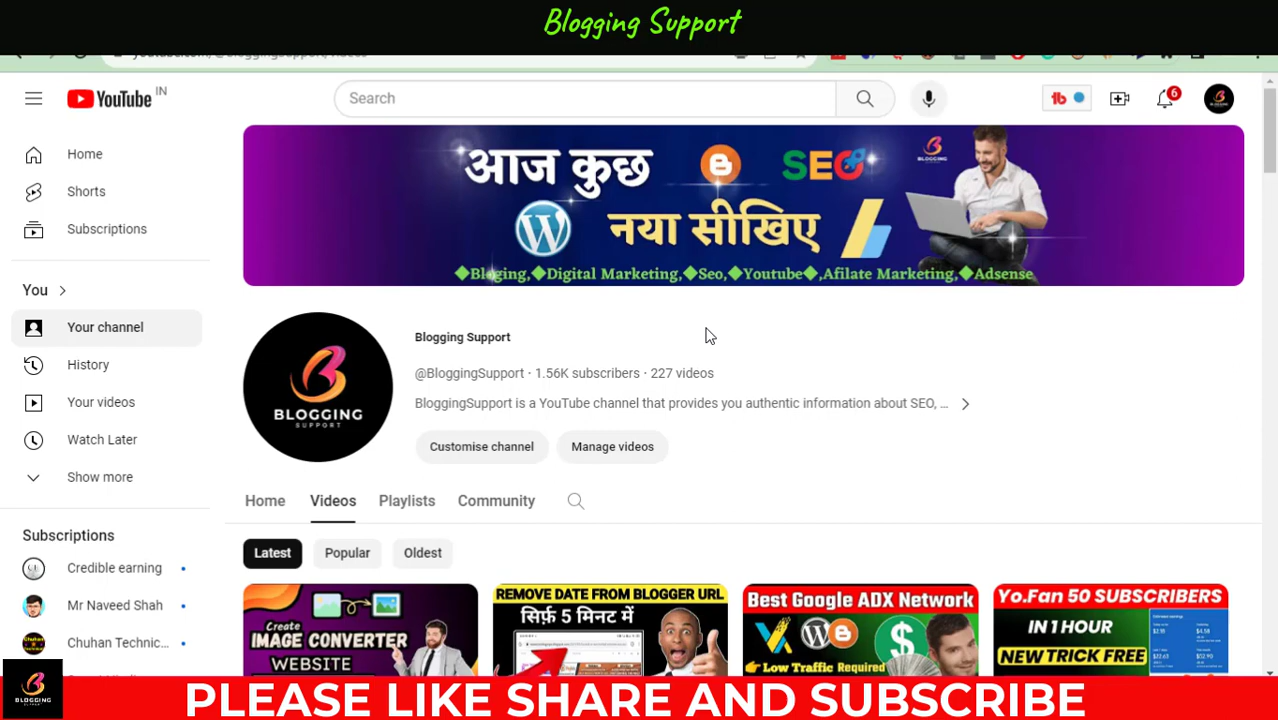 Blogging Support
YouTube IN
Search
6
Home
Shorts
Subscriptions
You
Your channel
History
Your videos
Watch Later
Show more
Subscriptions
Credible earning
Mr Naveed Shah
Chuhan Technic...
आज कुछ
SEO
BLOGGING
नया सीखिए
◆Bloging,◆Digital Marketing,◆Seo,◆Youtube◆,Afilate Marketing,◆Adsense
BLOGGING
SUPPORT
Blogging Support
@BloggingSupport · 1.56K subscribers · 227 videos
BloggingSupport is a YouTube channel that provides you authentic information about SEO, ...
Customise channel
Manage videos
Home Videos Playlists Community
Latest Popular Oldest
Create
IMAGE CONVERTER
WEBSITE
REMOVE DATE FROM BLOGGER URL
सिर्फ़ 5 मिनट में
Best Google ADX Network
Low Traffic Required
Yo.Fan 50 SUBSCRIBERS
IN 1 HOUR
NEW TRICK FREE
BLOGGING
PLEASE LIKE SHARE AND SUBSCRIBE